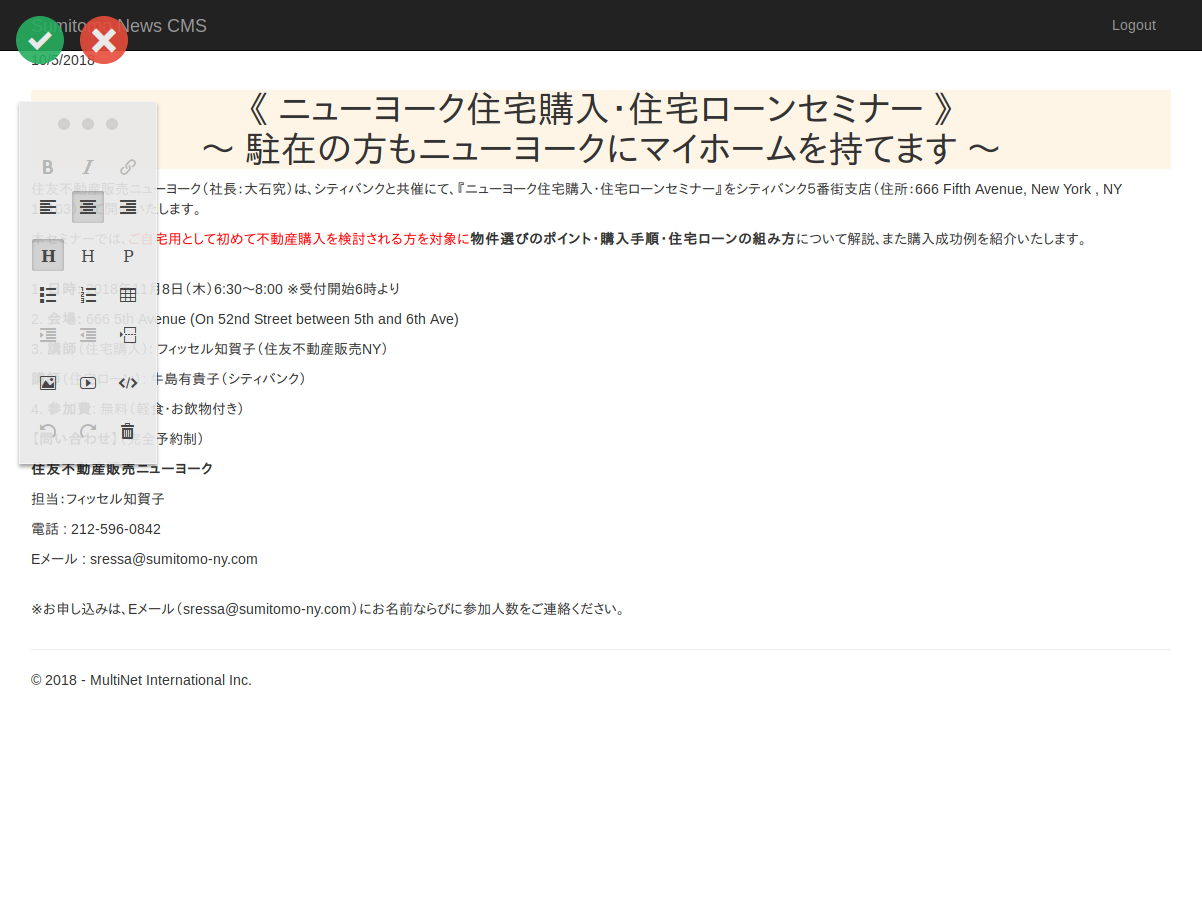 Sumitomo News CMS
Logout
10/5/2018
《 ニューヨーク住宅購入･住宅ローンセミナー 》
〜 駐在の方もニューヨークにマイホームを持てます 〜
住友不動産販売ニューヨーク（社長：大石究）は、シティバンクと共催にて、『ニューヨーク住宅購入･住宅ローンセミナー』をシティバンク5番街支店（住所：666 Fifth Avenue, New York , NY
いたします。
本セミナーでは、ご自宅用として初めて不動産購入を検討される方を対象に物件選びのポイント･購入手順･住宅ローンの組み方について解説、また購入成功例を紹介いたします。
1. 日時: 2018年11月8日（木）6:30〜8:00 ※受付開始6時より
2. 会場: 666 5th Avenue (On 52nd Street between 5th and 6th Ave)
3. 講師（住宅購入）: フィッセル知賀子（住友不動産販売NY）
講師（住宅ローン）: 牛島有貴子（シティバンク）
4. 参加費: 無料（軽食･お飲物付き）
【問い合わせ】（完全予約制）
住友不動産販売ニューヨーク
担当：フィッセル知賀子
電話 : 212-596-0842
Eメール : sressa@sumitomo-ny.com
※お申し込みは、Eメール（sressa@sumitomo-ny.com）にお名前ならびに参加人数をご連絡ください。
© 2018 - MultiNet International Inc.
B I
H H P